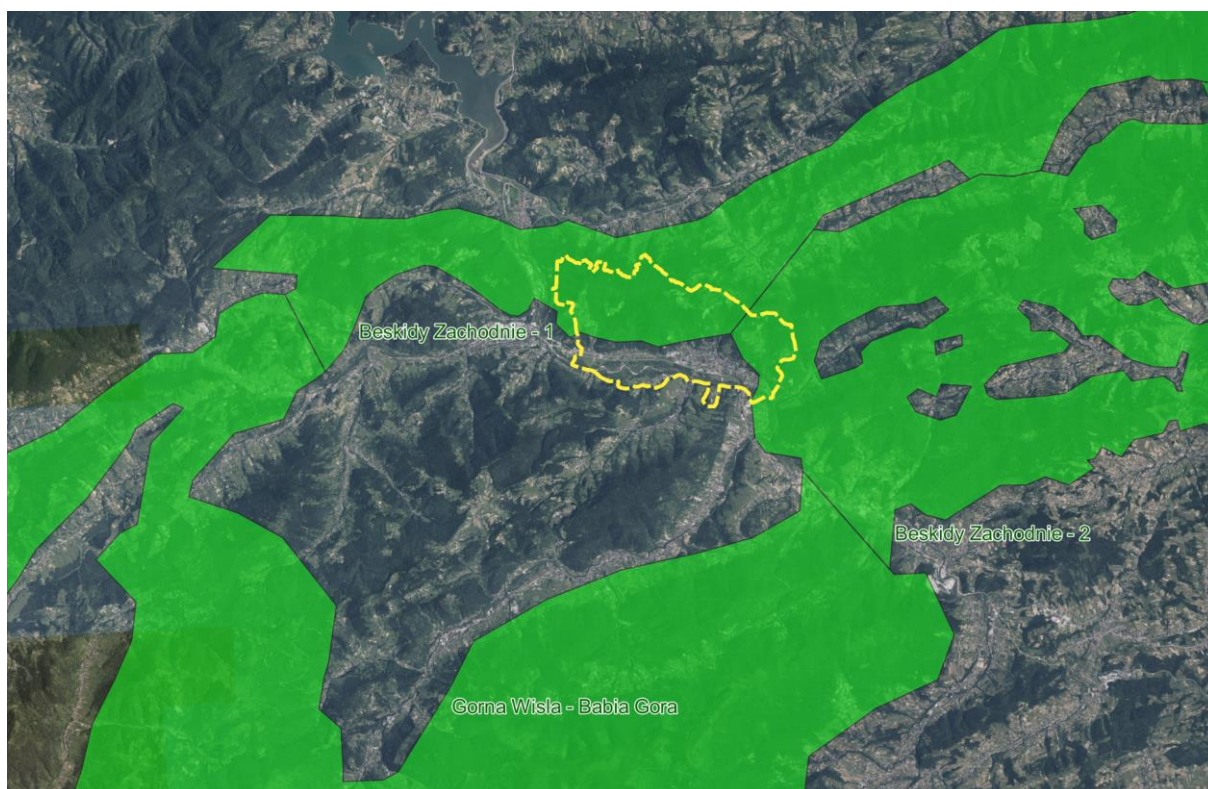 Beskidy Zachodnie - 1
Beskidy Zachodnie - 2
Gorna Wisla - Babia Gora